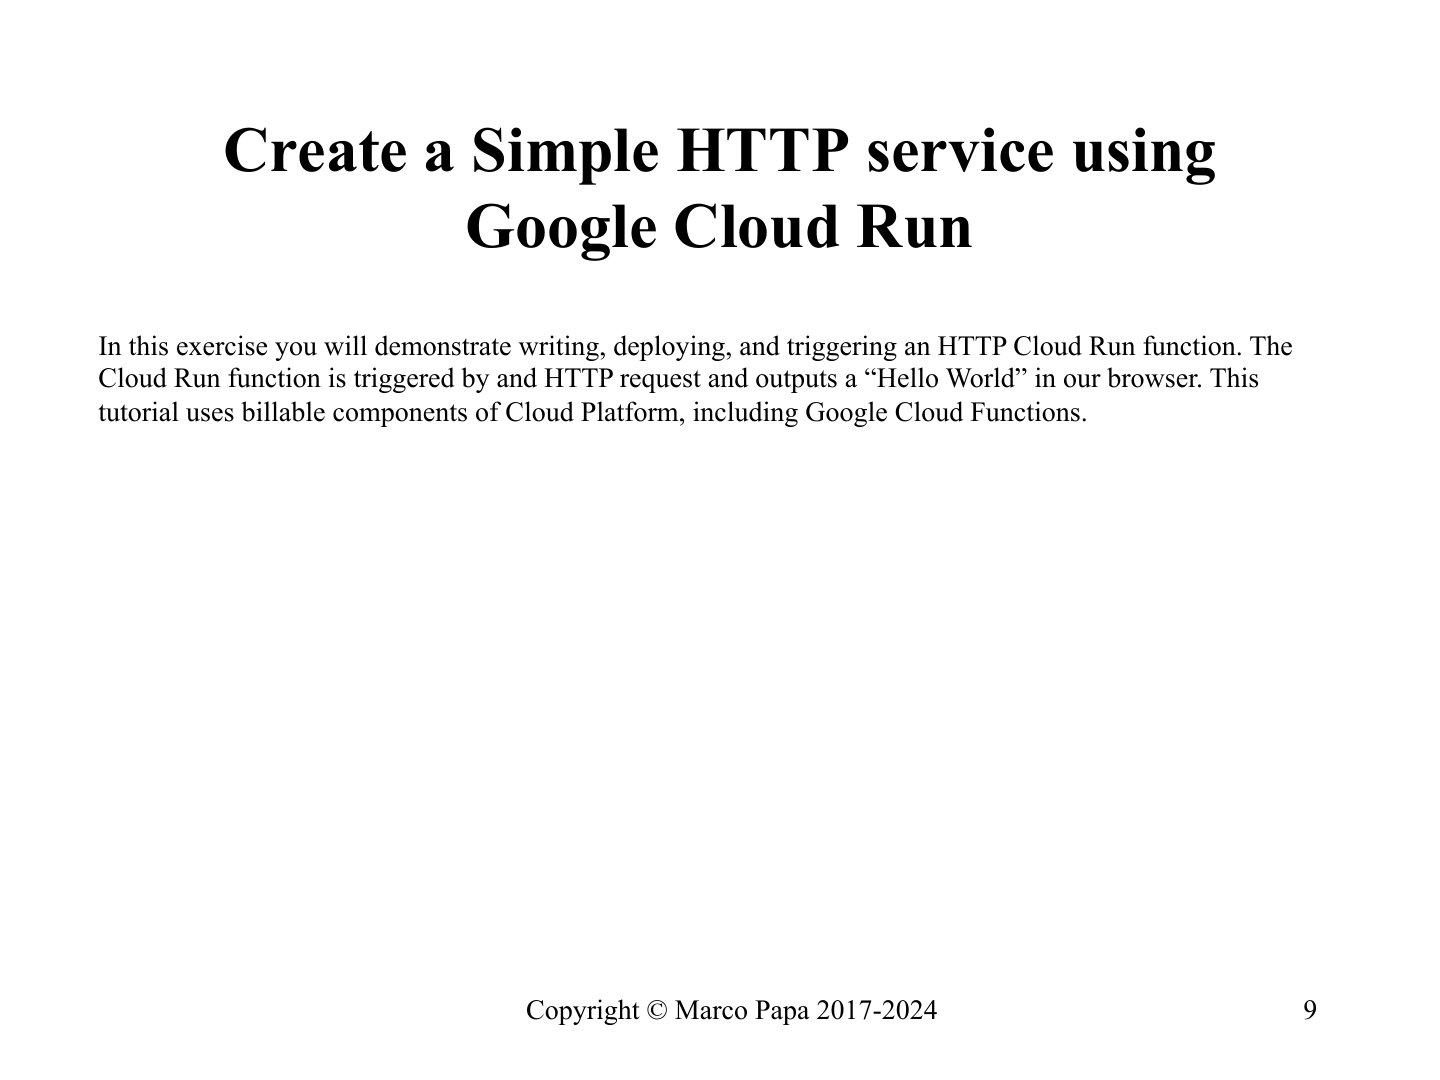 Create a Simple HTTP service using
Google Cloud Run
In this exercise you will demonstrate writing, deploying, and triggering an HTTP Cloud Run function. The
Cloud Run function is triggered by and HTTP request and outputs a “Hello World” in our browser. This
tutorial uses billable components of Cloud Platform, including Google Cloud Functions.
Copyright © Marco Papa 2017-2024
9